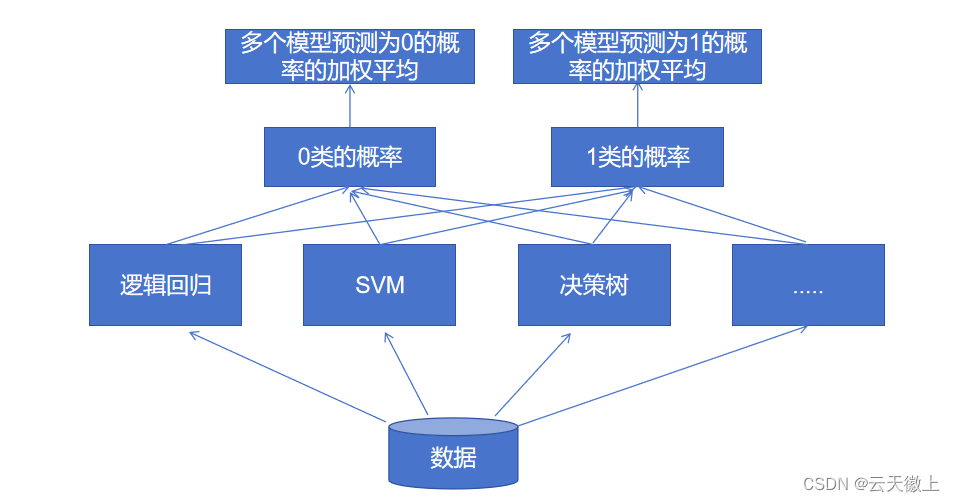 多个模型预测为0的概
率的加权平均
多个模型预测为1的概
率的加权平均
0类的概率
1类的概率
逻辑回归
SVM
决策树
.....
数据
CSDN @云天徽上